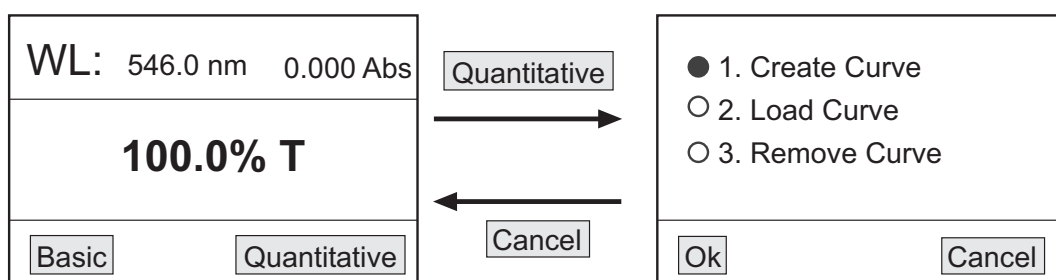 WL: 546.0 nm 0.000 Abs
100.0% T
Basic Quantitative
Quantitative
Cancel
1. Create Curve
2. Load Curve
3. Remove Curve
Ok Cancel